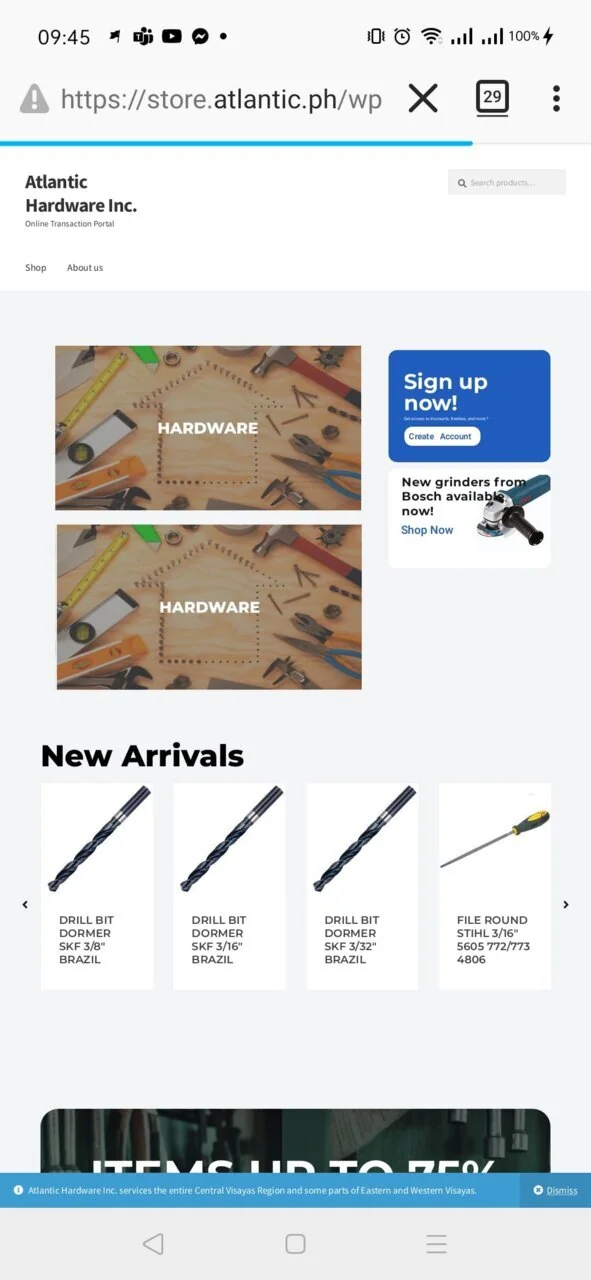 09:45
100%
https://store.atlantic.ph/wp
29
Atlantic
Hardware Inc.
Online Transaction Portal
Search products...
Shop
About us
HARDWARE
Sign up
now!
Get access to discounts, freebies, and more.*
Create Account
New grinders from
Bosch available
now!
Shop Now
HARDWARE
New Arrivals
DRILL BIT
DORMER
SKF 3/8"
BRAZIL
DRILL BIT
DORMER
SKF 3/16"
BRAZIL
DRILL BIT
DORMER
SKF 3/32"
BRAZIL
FILE ROUND
STIHL 3/16"
5605 772/773
4806
ITEMS UP TO 75%
Atlantic Hardware Inc. services the entire Central Visayas Region and some parts of Eastern and Western Visayas.
Dismiss